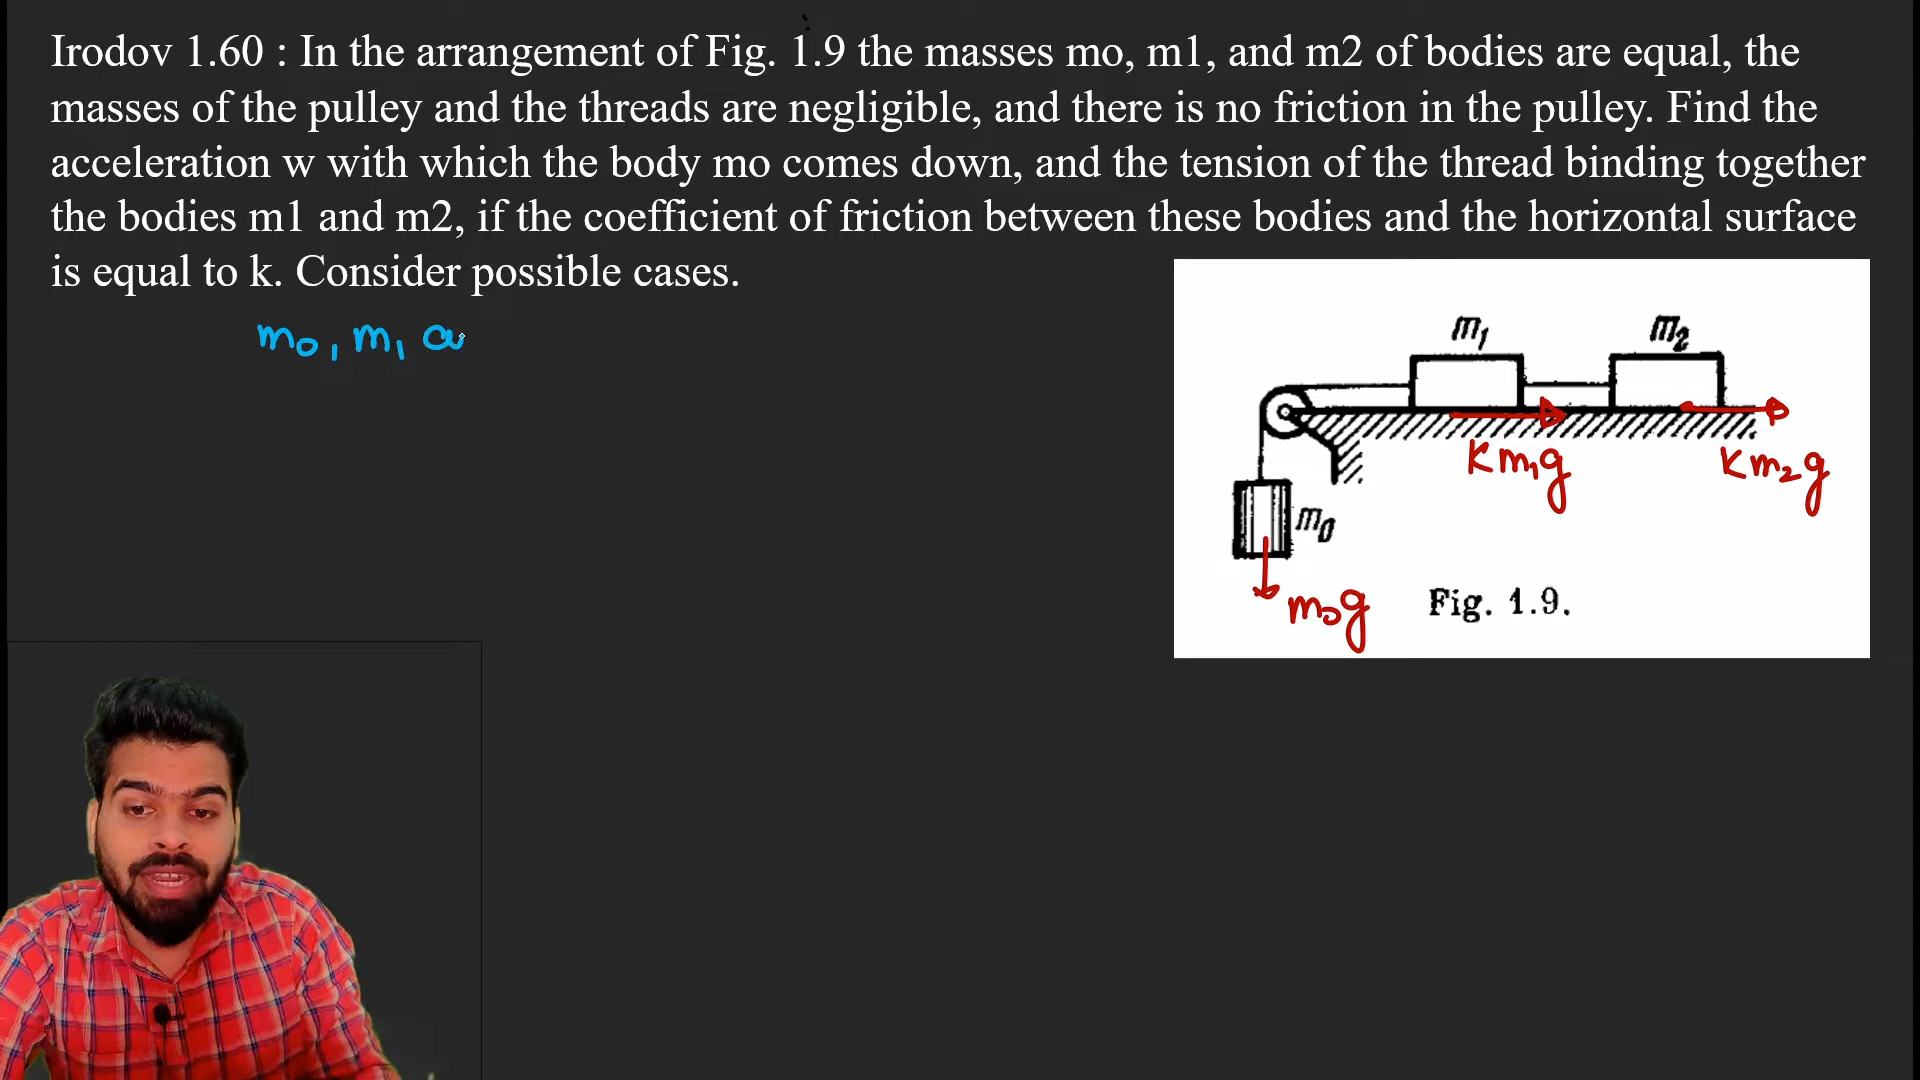 Irodov 1.60 : In the arrangement of Fig. 1.9 the masses mo, m1, and m2 of bodies are equal, the
masses of the pulley and the threads are negligible, and there is no friction in the pulley. Find the
acceleration w with which the body mo comes down, and the tension of the thread binding together
the bodies m1 and m2, if the coefficient of friction between these bodies and the horizontal surface
is equal to k. Consider possible cases.
m₀, m₁ a
m₁ m₂
km₁g km₂g
m₀
m₀g
Fig. 1.9.